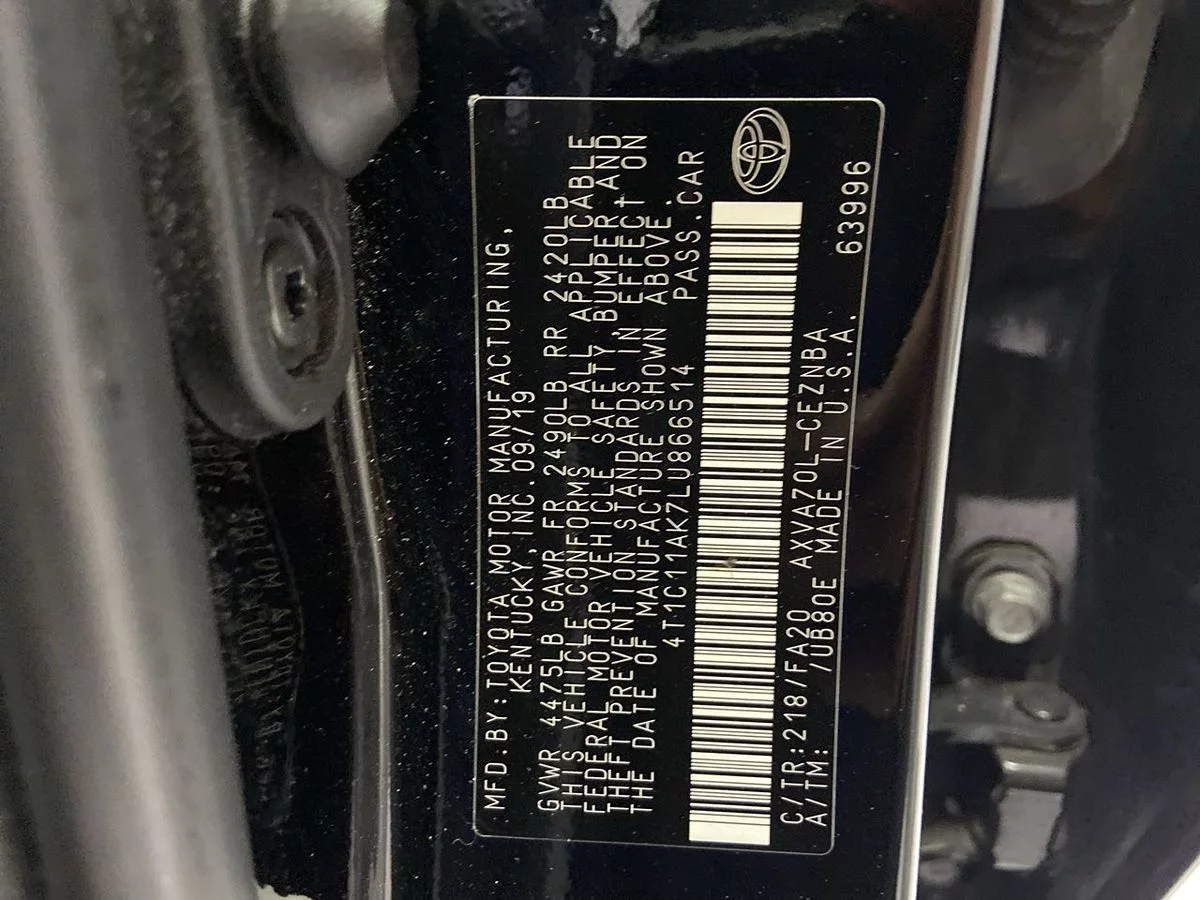 MFD.BY:TOYOTA MOTOR MANUFACTURING,
KENTUCKY,INC.09/19
GVWR 4475LB GAWR FR 2490LB RR 2420LB
THIS VEHICLE CONFORMS TO ALL APPLICABLE
FEDERAL MOTOR VEHICLE SAFETY, BUMPER,AND
THEFT PREVENTION STANDARDS IN EFFECT ON
THE DATE OF MANUFACTURE SHOWN ABOVE.
4T1C11AK7LU866514 PASS.CAR
C/TR:218/FA20 AXVA70L-CEZNBA
A/TM: /UB80E MADE IN U.S.A.
63996